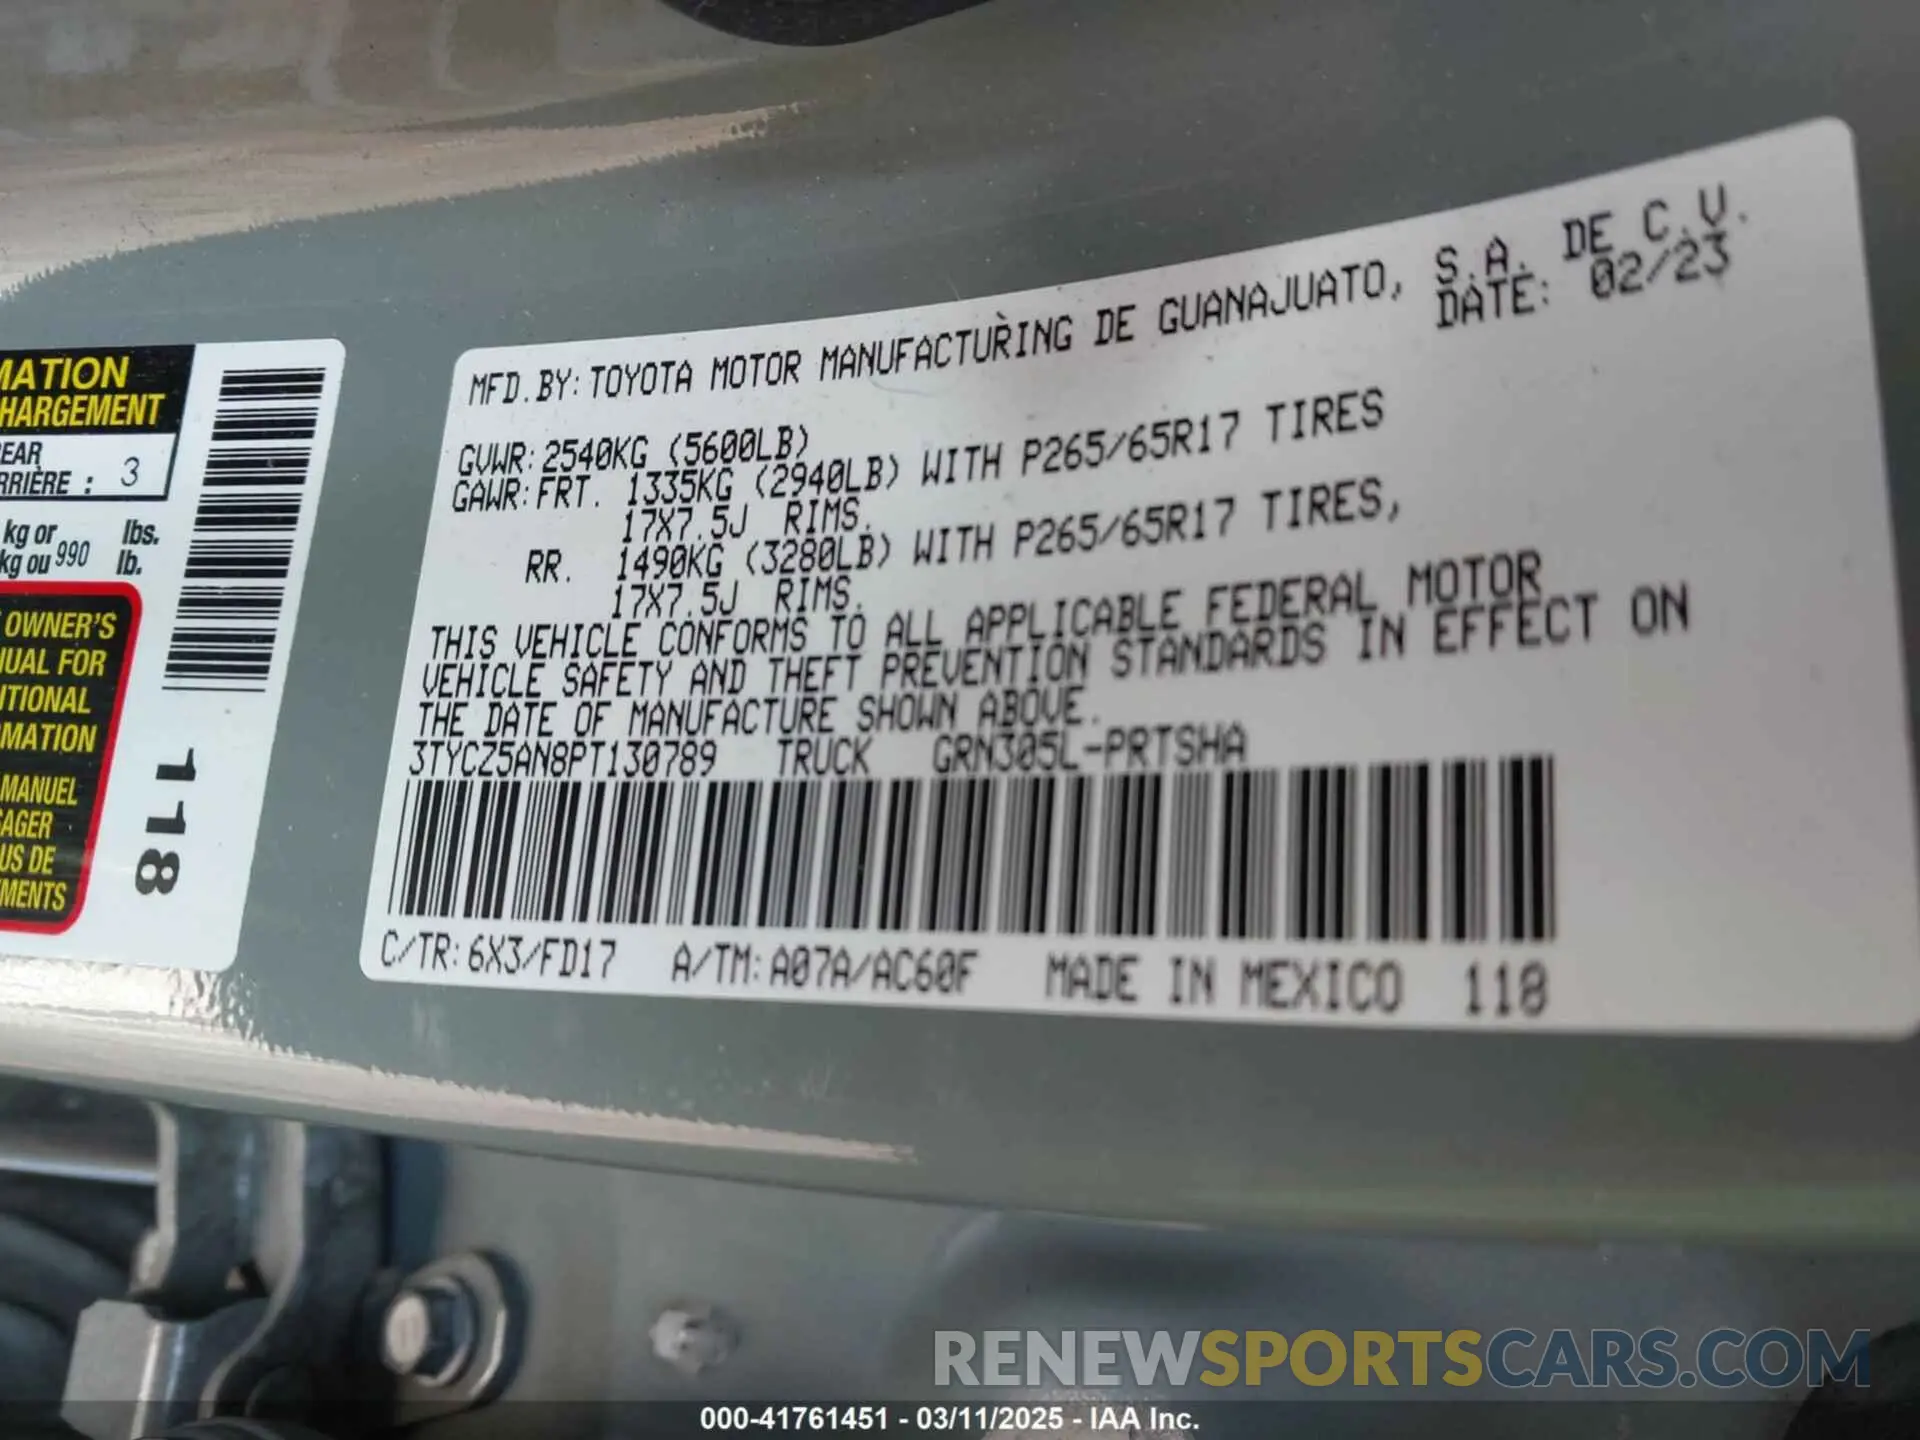 MATION
HARGEMENT
EAR
RRIÈRE : 3
kg or lbs.
kg ou 990 lb.
OWNER'S
NUAL FOR
ITIONAL
RMATION
MANUEL
AGER
US DE
MENTS
118
MFD.BY:TOYOTA MOTOR MANUFACTURING DE GUANAJUATO, S.A. DE C.V.
DATE: 02/23
GVWR:2540KG (5600LB)
GAWR:FRT. 1335KG (2940LB) WITH P265/65R17 TIRES
17X7.5J RIMS.
RR. 1490KG (3280LB) WITH P265/65R17 TIRES,
17X7.5J RIMS.
THIS VEHICLE CONFORMS TO ALL APPLICABLE FEDERAL MOTOR
VEHICLE SAFETY AND THEFT PREVENTION STANDARDS IN EFFECT ON
THE DATE OF MANUFACTURE SHOWN ABOVE.
3TYCZ5AN8PT130789 TRUCK GRN305L-PRTSHA
C/TR:6X3/FD17 A/TM:A07A/AC60F MADE IN MEXICO 118
RENEWSPORTSCARS.COM
000-41761451 - 03/11/2025 - IAA Inc.